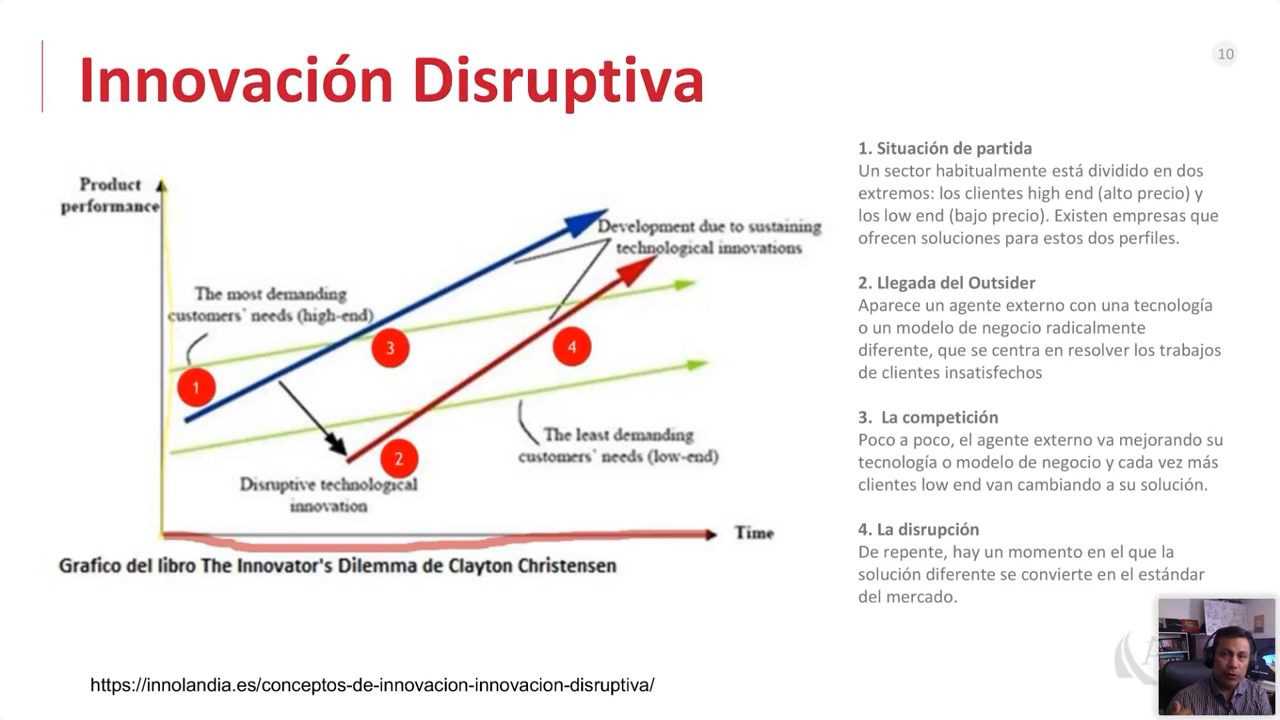 10
Innovación Disruptiva
Product
performance
Development due to sustaining
technological innovations
The most demanding
customers' needs (high-end)
1
3
4
2
The least demanding
customers' needs (low-end)
Disruptive technological
innovation
Time
Grafico del libro The Innovator's Dilemma de Clayton Christensen
1. Situación de partida
Un sector habitualmente está dividido en dos
extremos: los clientes high end (alto precio) y
los low end (bajo precio). Existen empresas que
ofrecen soluciones para estos dos perfiles.
2. Llegada del Outsider
Aparece un agente externo con una tecnología
o un modelo de negocio radicalmente
diferente, que se centra en resolver los trabajos
de clientes insatisfechos
3. La competición
Poco a poco, el agente externo va mejorando su
tecnología o modelo de negocio y cada vez más
clientes low end van cambiando a su solución.
4. La disrupción
De repente, hay un momento en el que la
solución diferente se convierte en el estándar
del mercado.
https://innolandia.es/conceptos-de-innovacion-innovacion-disruptiva/